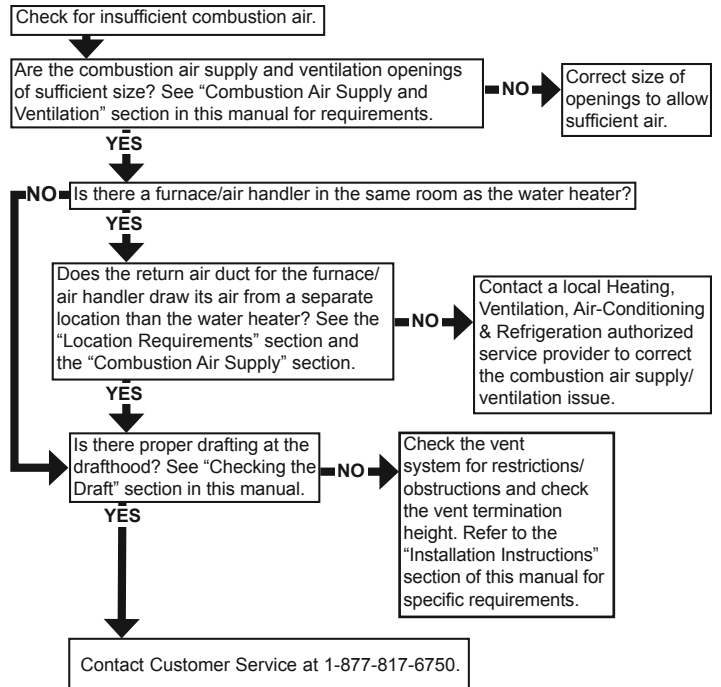 Check for insufficient combustion air.
Are the combustion air supply and ventilation openings
of sufficient size? See “Combustion Air Supply and
Ventilation” section in this manual for requirements.
NO
Correct size of
openings to allow
sufficient air.
YES
NO
Is there a furnace/air handler in the same room as the water heater?
YES
Does the return air duct for the furnace/
air handler draw its air from a separate
location than the water heater? See the
“Location Requirements” section and
the “Combustion Air Supply” section.
NO
Contact a local Heating,
Ventilation, Air-Conditioning
& Refrigeration authorized
service provider to correct
the combustion air supply/
ventilation issue.
YES
Is there proper drafting at the
drafthood? See “Checking the
Draft” section in this manual.
NO
Check the vent
system for restrictions/
obstructions and check
the vent termination
height. Refer to the
“Installation Instructions”
section of this manual for
specific requirements.
YES
Contact Customer Service at 1-877-817-6750.